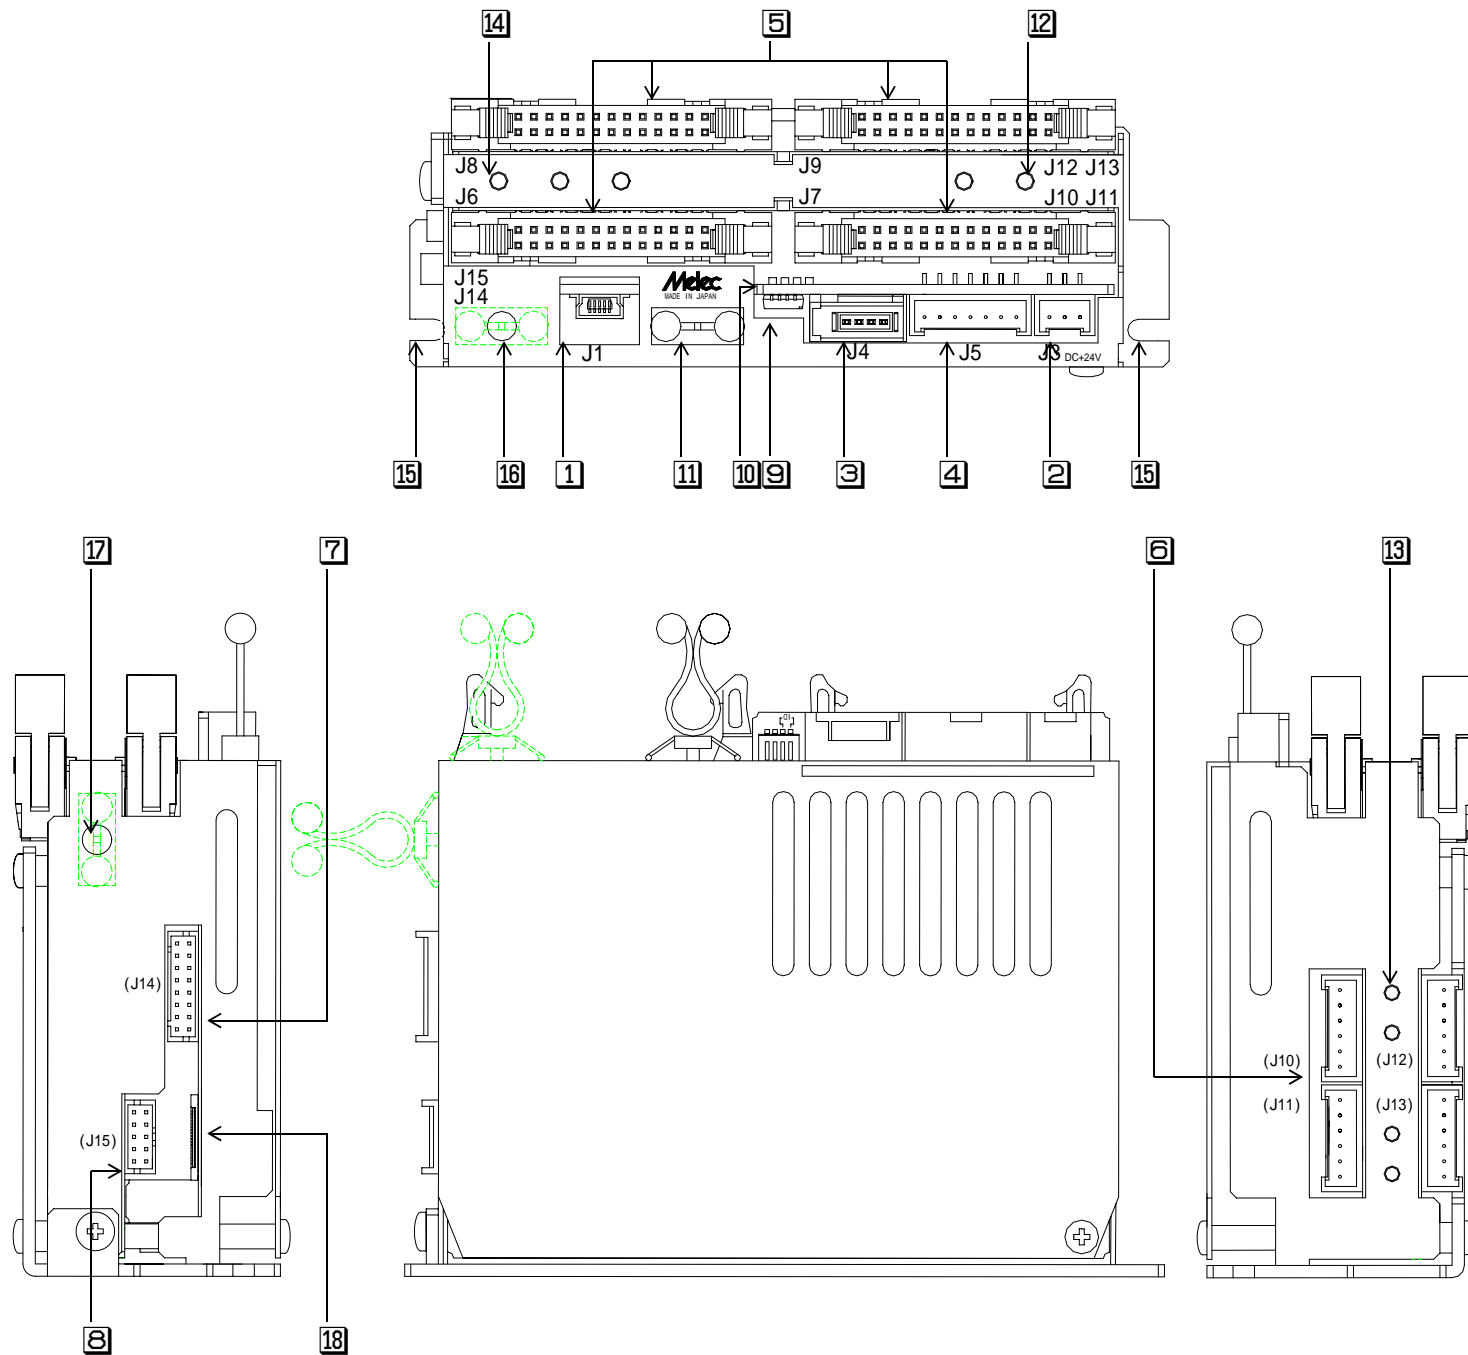 14 5 12
J8 J9 J12 J13
J6 J7 J10 J11
J15
J14
Melec
MADE IN JAPAN
J1 J4 J5 J3 DC+24V
15 16 1 11 10 9 3 4 2 15
17 7 6 13
ID
(J14)
(J10) (J12)
(J11) (J13)
(J15)
8 18